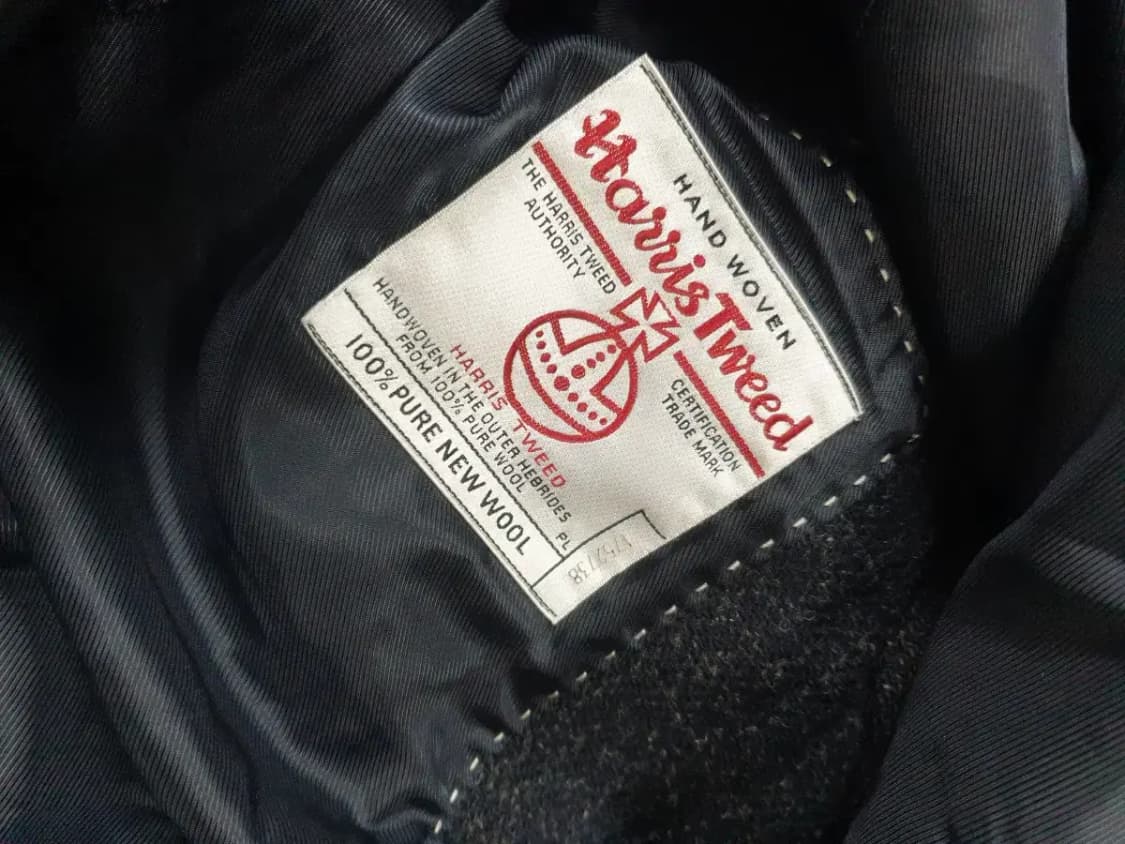 HAND WOVEN
Harris Tweed
THE HARRIS TWEED
AUTHORITY
CERTIFICATION
TRADE MARK
HARRIS TWEED
HANDWOVEN IN THE OUTER HEBRIDES
FROM 100% PURE WOOL
PL
100% PURE NEW WOOL